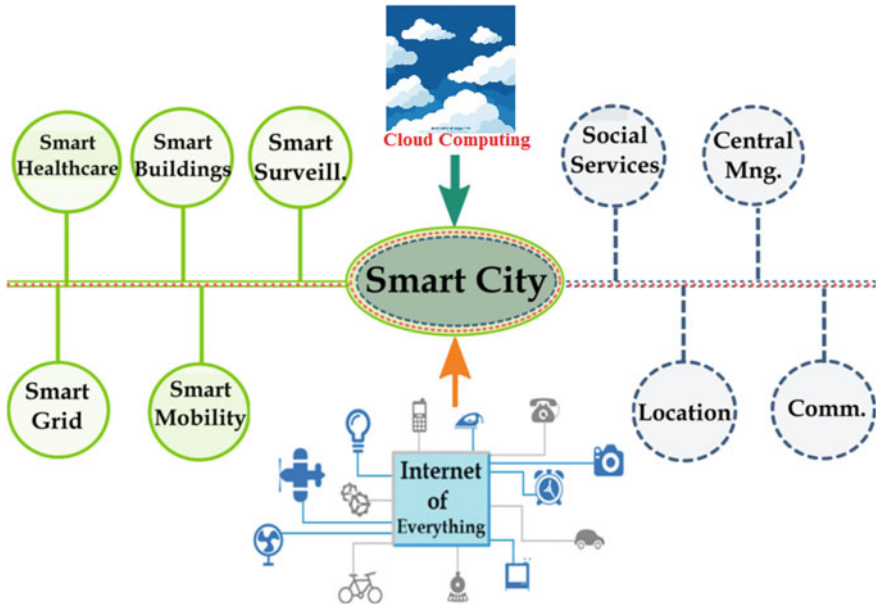 Cloud Computing
Smart
Healthcare
Smart
Buildings
Smart
Surveill.
Social
Services
Central
Mng.
Smart City
Smart
Grid
Smart
Mobility
Location
Comm.
Internet
of
Everything